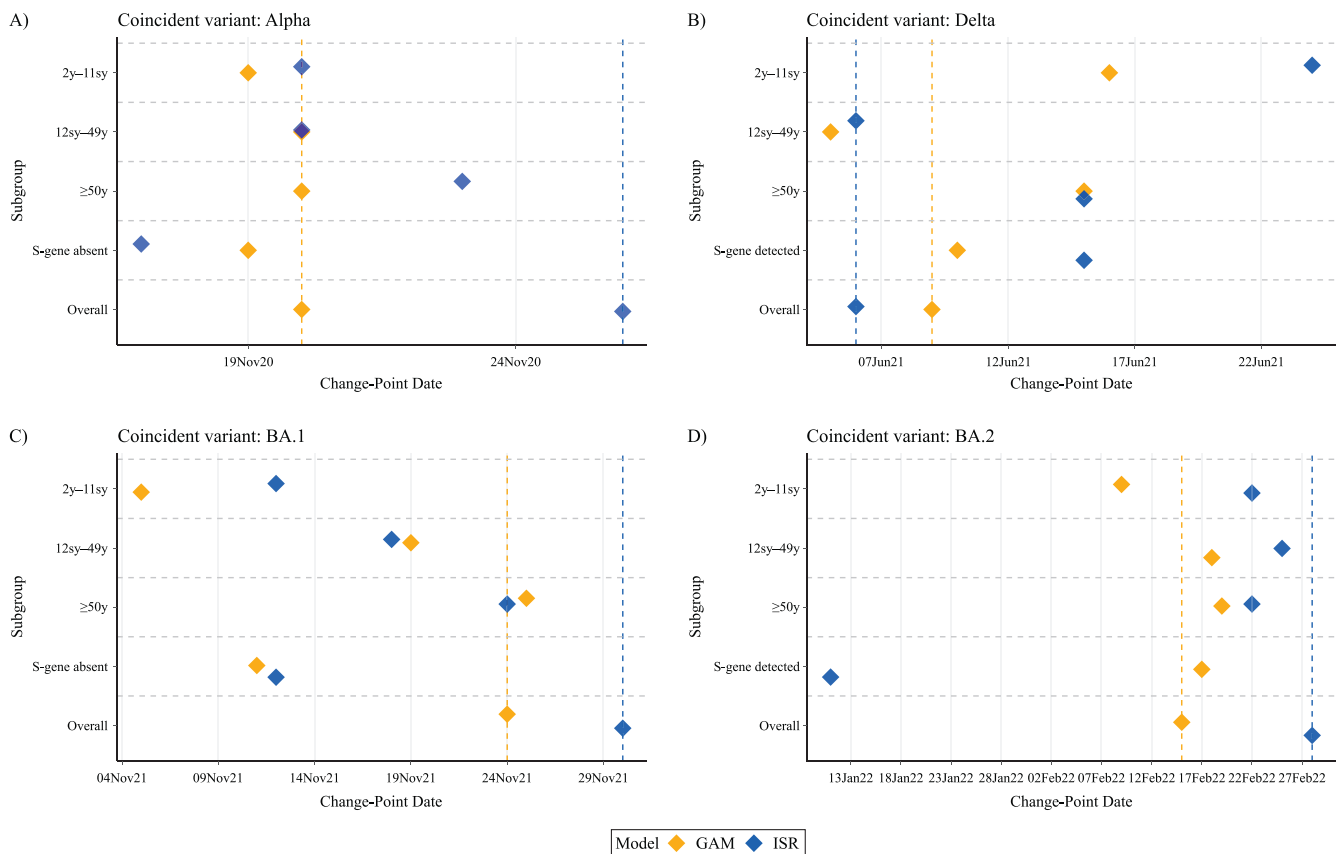 A)
Coincident variant: Alpha
Subgroup
2y–11sy
12sy–49y
≥50y
S-gene absent
Overall
19Nov20 24Nov20
Change-Point Date
B)
Coincident variant: Delta
Subgroup
2y–11sy
12sy–49y
≥50y
S-gene detected
Overall
07Jun21 12Jun21 17Jun21 22Jun21
Change-Point Date
C)
Coincident variant: BA.1
Subgroup
2y–11sy
12sy–49y
≥50y
S-gene absent
Overall
04Nov21 09Nov21 14Nov21 19Nov21 24Nov21 29Nov21
Change-Point Date
D)
Coincident variant: BA.2
Subgroup
2y–11sy
12sy–49y
≥50y
S-gene detected
Overall
13Jan22 18Jan22 23Jan22 28Jan22 02Feb22 07Feb22 12Feb22 17Feb22 22Feb22 27Feb22
Change-Point Date
Model GAM ISR